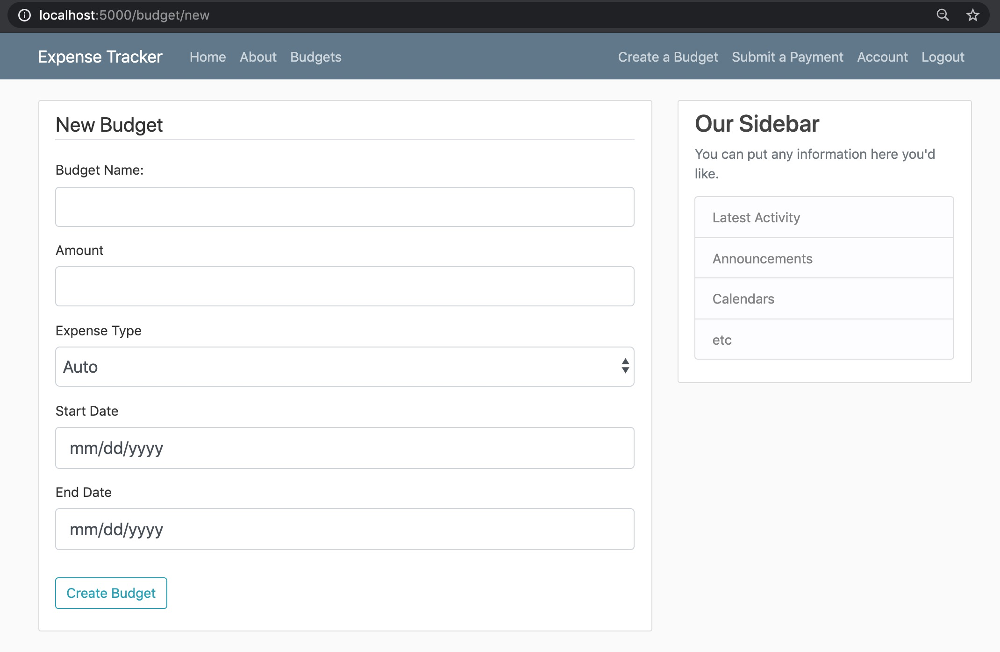 localhost:5000/budget/new
Expense Tracker Home About Budgets Create a Budget Submit a Payment Account Logout
New Budget
Budget Name:
Amount
Expense Type
Auto
Start Date
mm/dd/yyyy
End Date
mm/dd/yyyy
Create Budget
Our Sidebar
You can put any information here you'd
like.
Latest Activity
Announcements
Calendars
etc